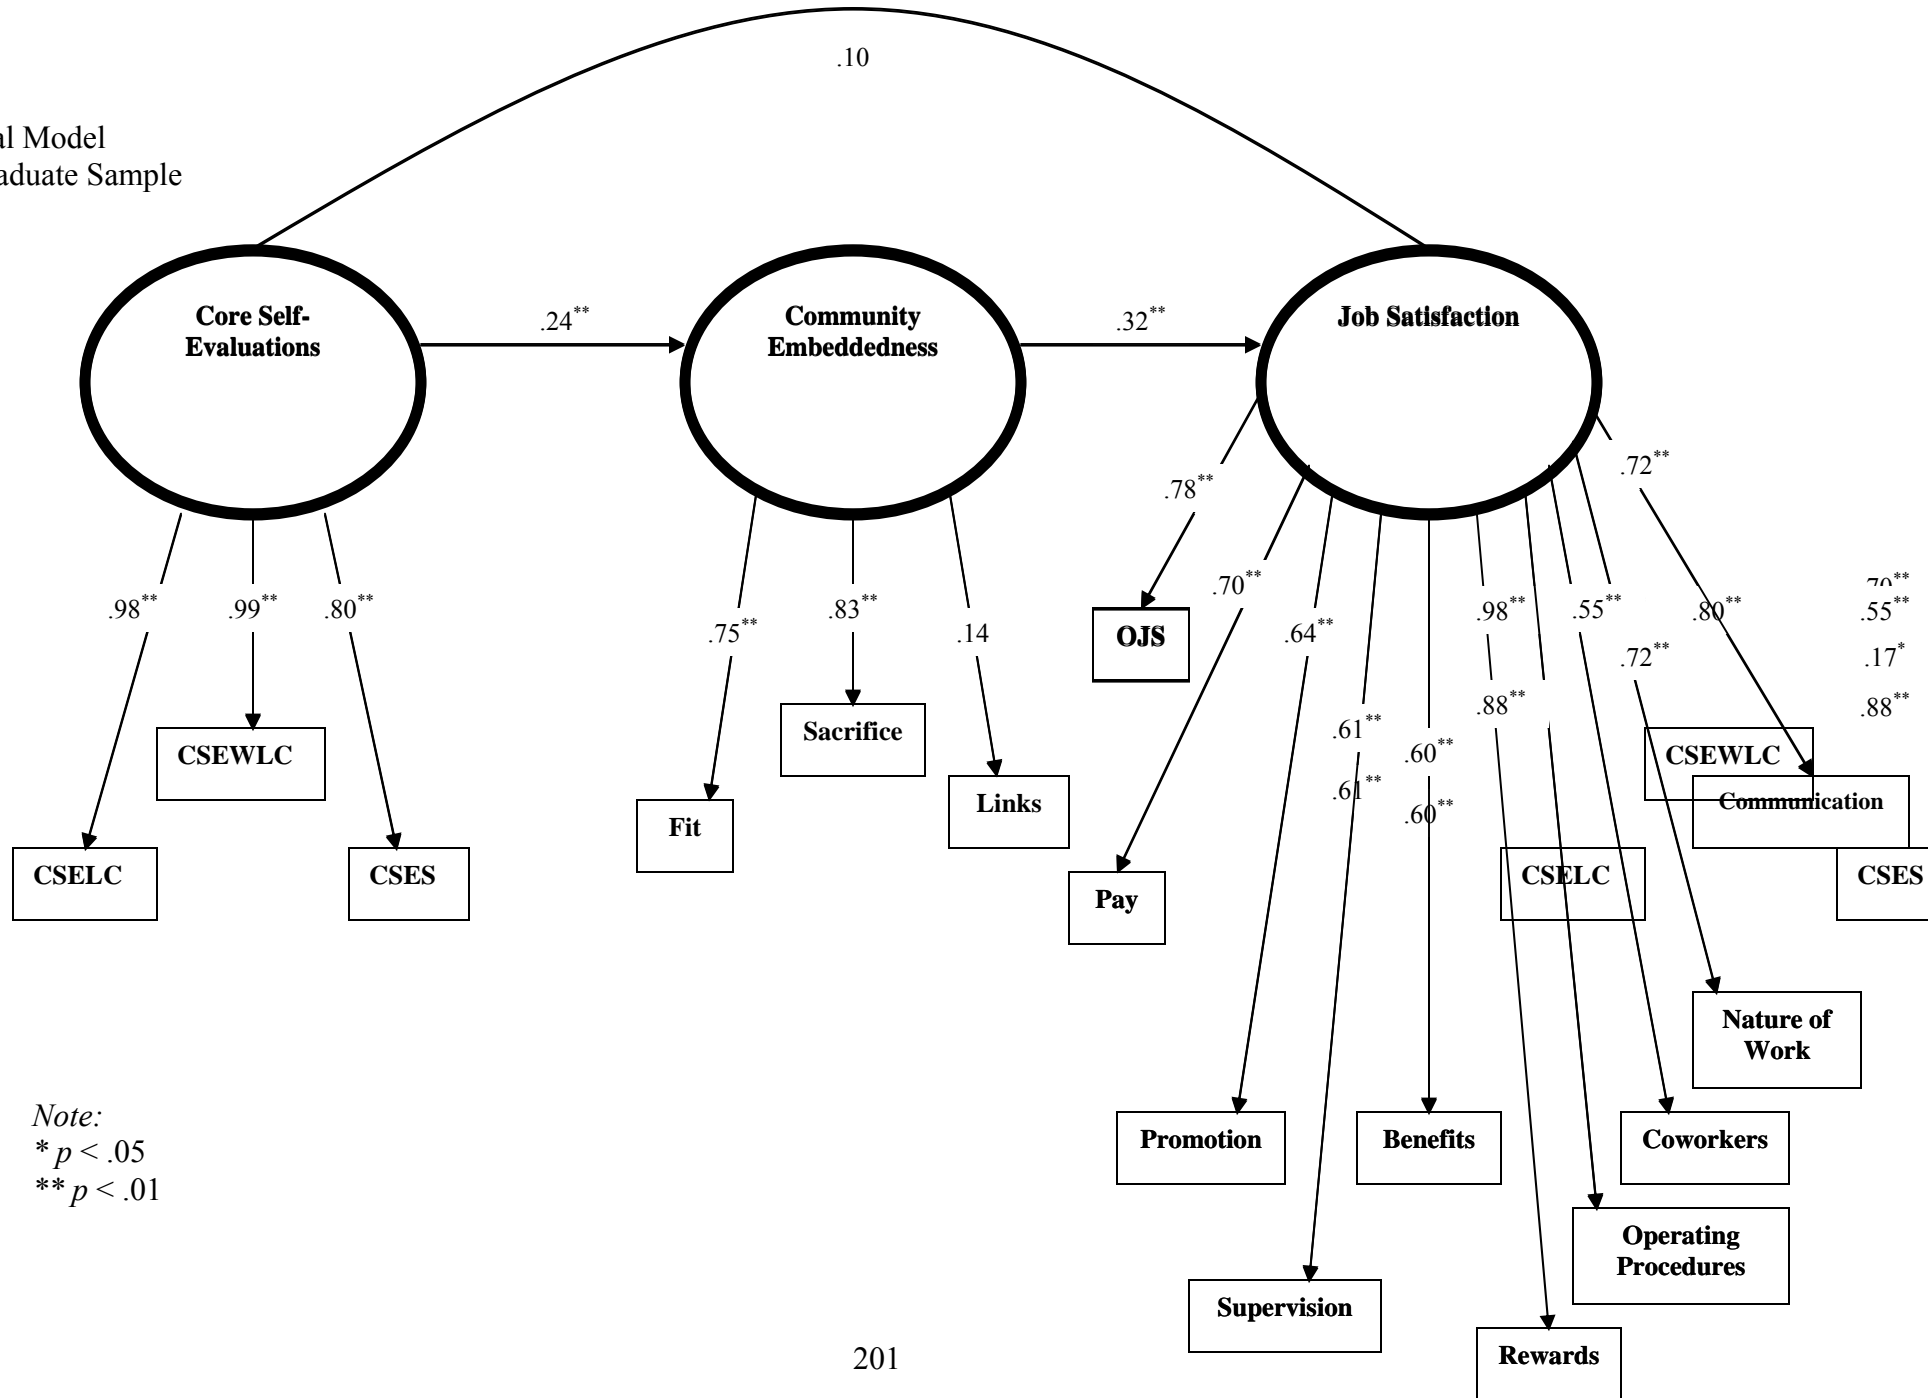 .10
al Model
aduate Sample
Core Self-
Evaluations
.24**
Community
Embeddedness
.32**
Job Satisfaction
.72**
.78**
.70**
.98**
.99**
.80**
.75**
.83**
.14
OJS
.64**
.98**
.55**
.80**
.70**
.55**
.72**
.17*
.88**
.88**
.61**
.60**
.61**
.60**
CSEWLC
Sacrifice
CSEWLC
Links
Communication
Fit
CSELC
CSES
Pay
CSELC
CSES
Nature of
Work
Note:
* p < .05
** p < .01
Promotion
Benefits
Coworkers
Operating
Procedures
Supervision
Rewards
201